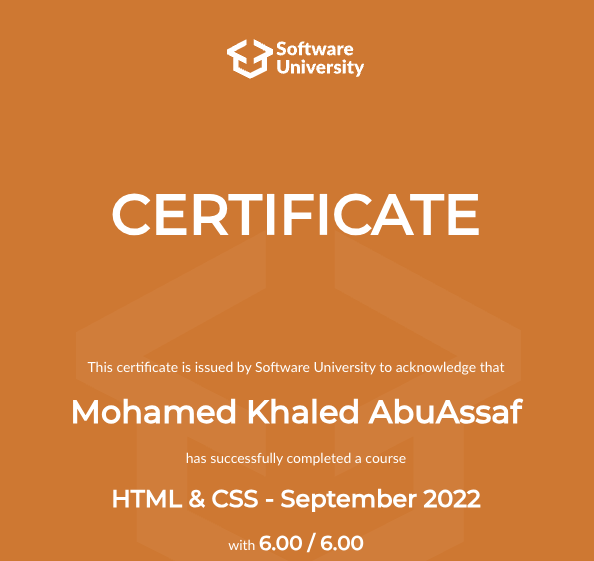 Software
University
CERTIFICATE
This certificate is issued by Software University to acknowledge that
Mohamed Khaled AbuAssaf
has successfully completed a course
HTML & CSS - September 2022
with 6.00 / 6.00